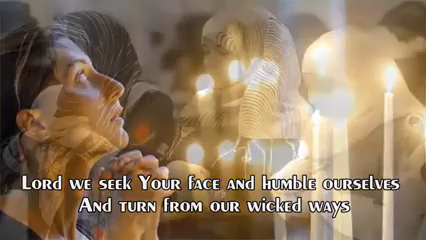 Lord we seek Your face and humble ourselves
And turn from our wicked ways